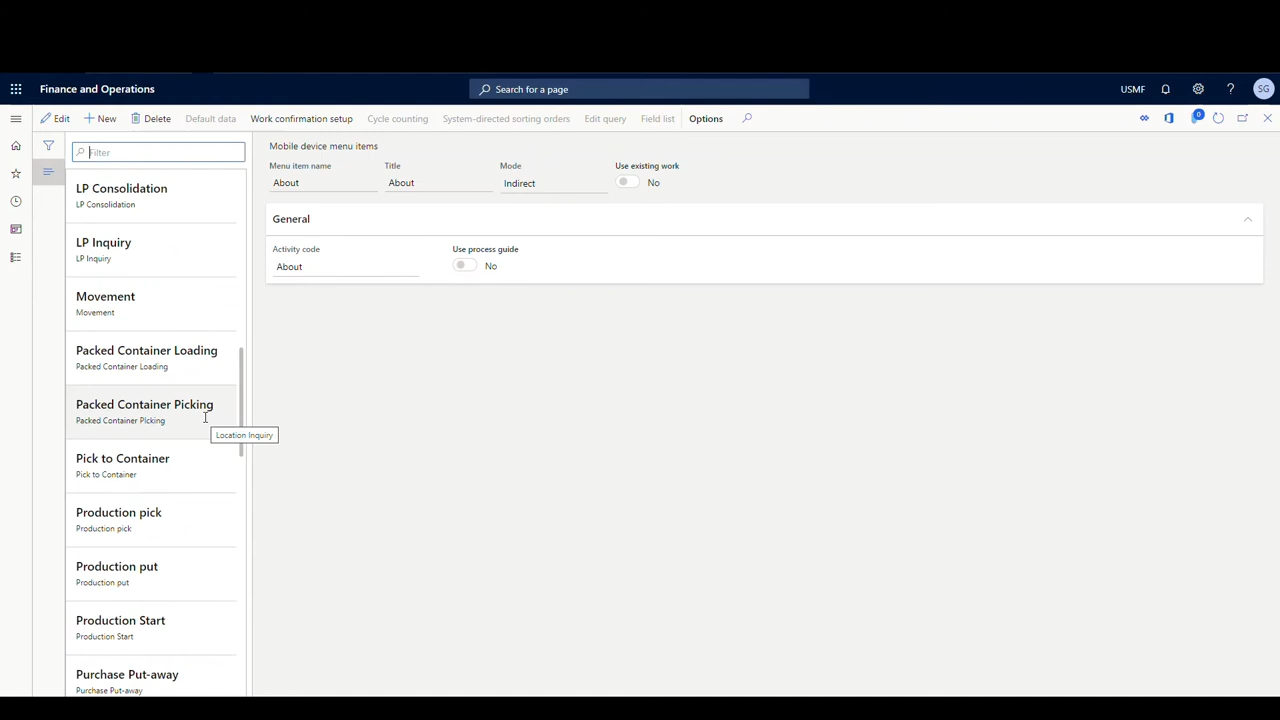 Finance and Operations
Search for a page
USMF
SG
Edit
New
Delete
Default data
Work confirmation setup
Cycle counting
System-directed sorting orders
Edit query
Field list
Options
0
Filter
LP Consolidation
LP Consolidation
LP Inquiry
LP Inquiry
Movement
Movement
Packed Container Loading
Packed Container Loading
Packed Container Picking
Packed Container PIcking
Location Inquiry
Pick to Container
Pick to Container
Production pick
Production pick
Production put
Production put
Production Start
Production Start
Purchase Put-away
Purchase Put-away
Mobile device menu items
Menu item name
Title
Mode
Use existing work
About
About
Indirect
No
General
Activity code
Use process guide
About
No